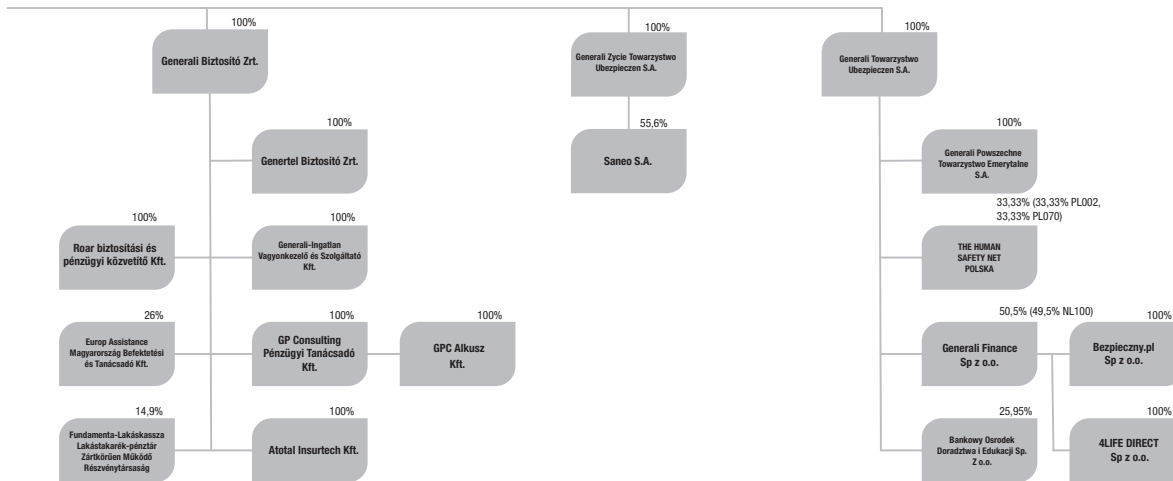 100%
Generali Biztosító Zrt.
100%
Generali Zycie Towarzystwo
Ubezpieczen S.A.
100%
Generali Towarzystwo
Ubezpieczen S.A.
100%
Genertel Biztosító Zrt.
55,6%
Saneo S.A.
100%
Generali Powszechne
Towarzystwo Emerytalne
S.A.
100%
Roar biztosítási és
pénzügyi közvetítő Kft.
100%
Generali-Ingatlan
Vagyonkezelő és Szolgáltató
Kft.
33,33% (33,33% PL002,
33,33% PL070)
THE HUMAN
SAFETY NET
POLSKA
26%
Europ Assistance
Magyarország Befektetési
és Tanácsadó Kft.
100%
GP Consulting
Pénzügyi Tanácsadó
Kft.
100%
GPC Alkusz
Kft.
50,5% (49,5% NL100)
Generali Finance
Sp z o.o.
100%
Bezpieczny.pl
Sp z o.o.
14,9%
Fundamenta-Lakáskassza
Lakástakarék-pénztár
Zártkörűen Működő
Részvénytársaság
100%
Atotal Insurtech Kft.
25,95%
Bankowy Osrodek
Doradztwa i Edukacji Sp.
Z o.o.
100%
4LIFE DIRECT
Sp z o.o.